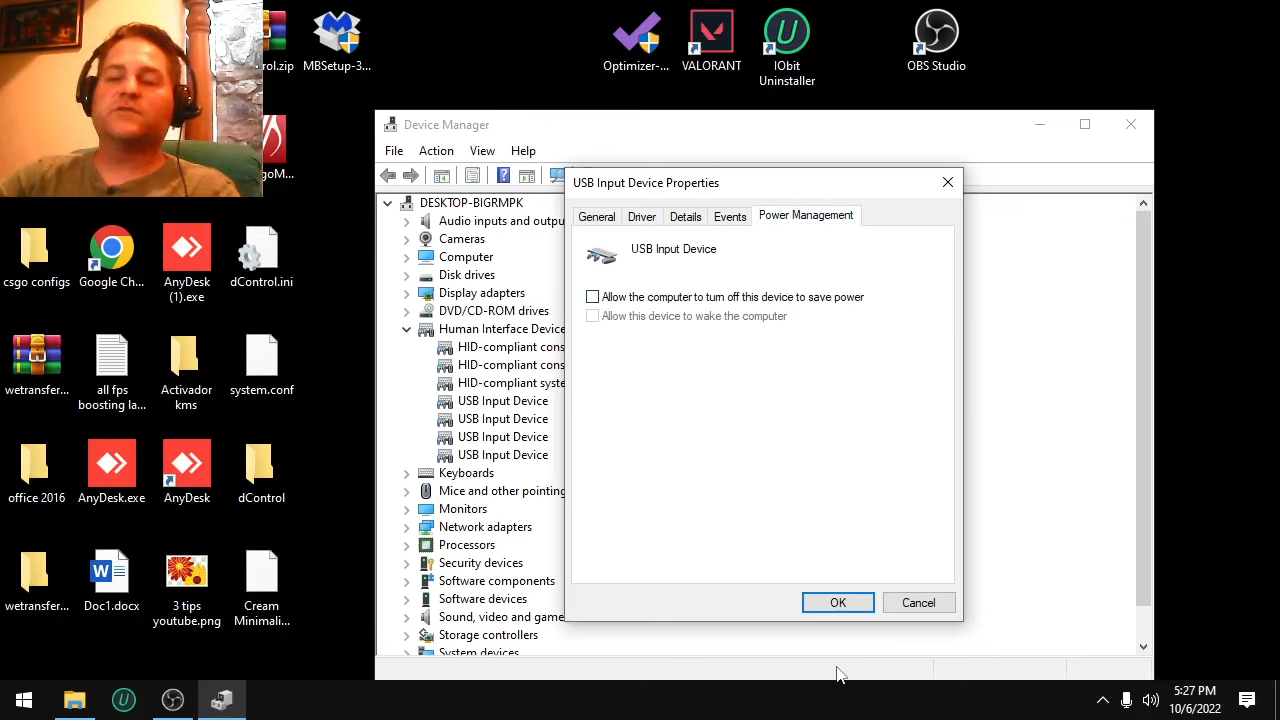 rol.zip
MBSetup-3...
Optimizer-...
VALORANT
IObit
Uninstaller
OBS Studio
goM...
csgo configs
Google Ch...
AnyDesk
(1).exe
dControl.ini
wetransfer...
all fps
boosting la...
Activador
kms
system.conf
office 2016
AnyDesk.exe
AnyDesk
dControl
wetransfer...
Doc1.docx
3 tips
youtube.png
Cream
Minimali...
Device Manager
File Action View Help
DESKTOP-BIGRMPK
Audio inputs and outpu
Cameras
Computer
Disk drives
Display adapters
DVD/CD-ROM drives
Human Interface Device
HID-compliant cons
HID-compliant cons
HID-compliant syste
USB Input Device
USB Input Device
USB Input Device
USB Input Device
Keyboards
Mice and other pointing
Monitors
Network adapters
Processors
Security devices
Software components
Software devices
Sound, video and game
Storage controllers
System devices
USB Input Device Properties
General Driver Details Events Power Management
USB Input Device
Allow the computer to turn off this device to save power
Allow this device to wake the computer
OK Cancel
5:27 PM
10/6/2022